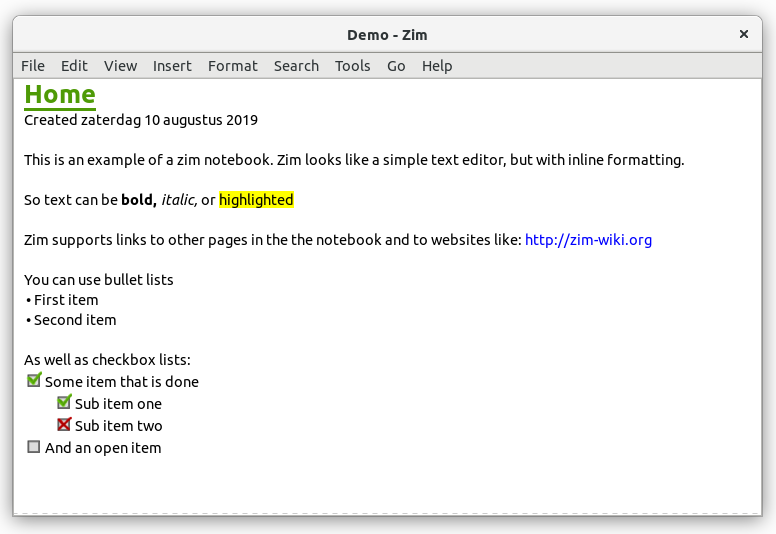 Demo - Zim
File Edit View Insert Format Search Tools Go Help
Home
Created zaterdag 10 augustus 2019
This is an example of a zim notebook. Zim looks like a simple text editor, but with inline formatting.
So text can be bold, italic, or highlighted
Zim supports links to other pages in the the notebook and to websites like: http://zim-wiki.org
You can use bullet lists
• First item
• Second item
As well as checkbox lists:
Some item that is done
Sub item one
Sub item two
And an open item